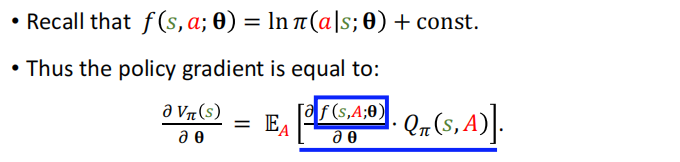 • Recall that f(s, a; θ) = ln π(a|s; θ) + const.
• Thus the policy gradient is equal to:
∂ V_π(s) / ∂ θ = 𝔼_A [∂ f(s,A;θ) / ∂ θ · Q_π(s, A)].